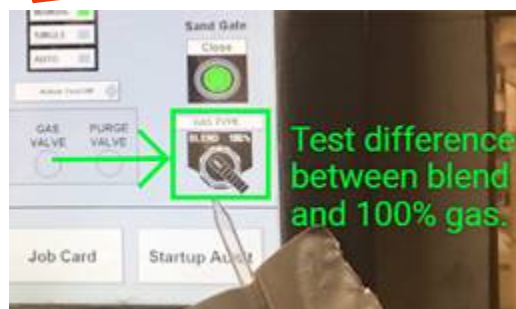 SINGLE
AUTO
Sand Gate
Close
GAS
VALVE
PURGE
VALVE
GAS TYPE
BLEND 100%
Test difference
between blend
and 100% gas.
Job Card
Startup